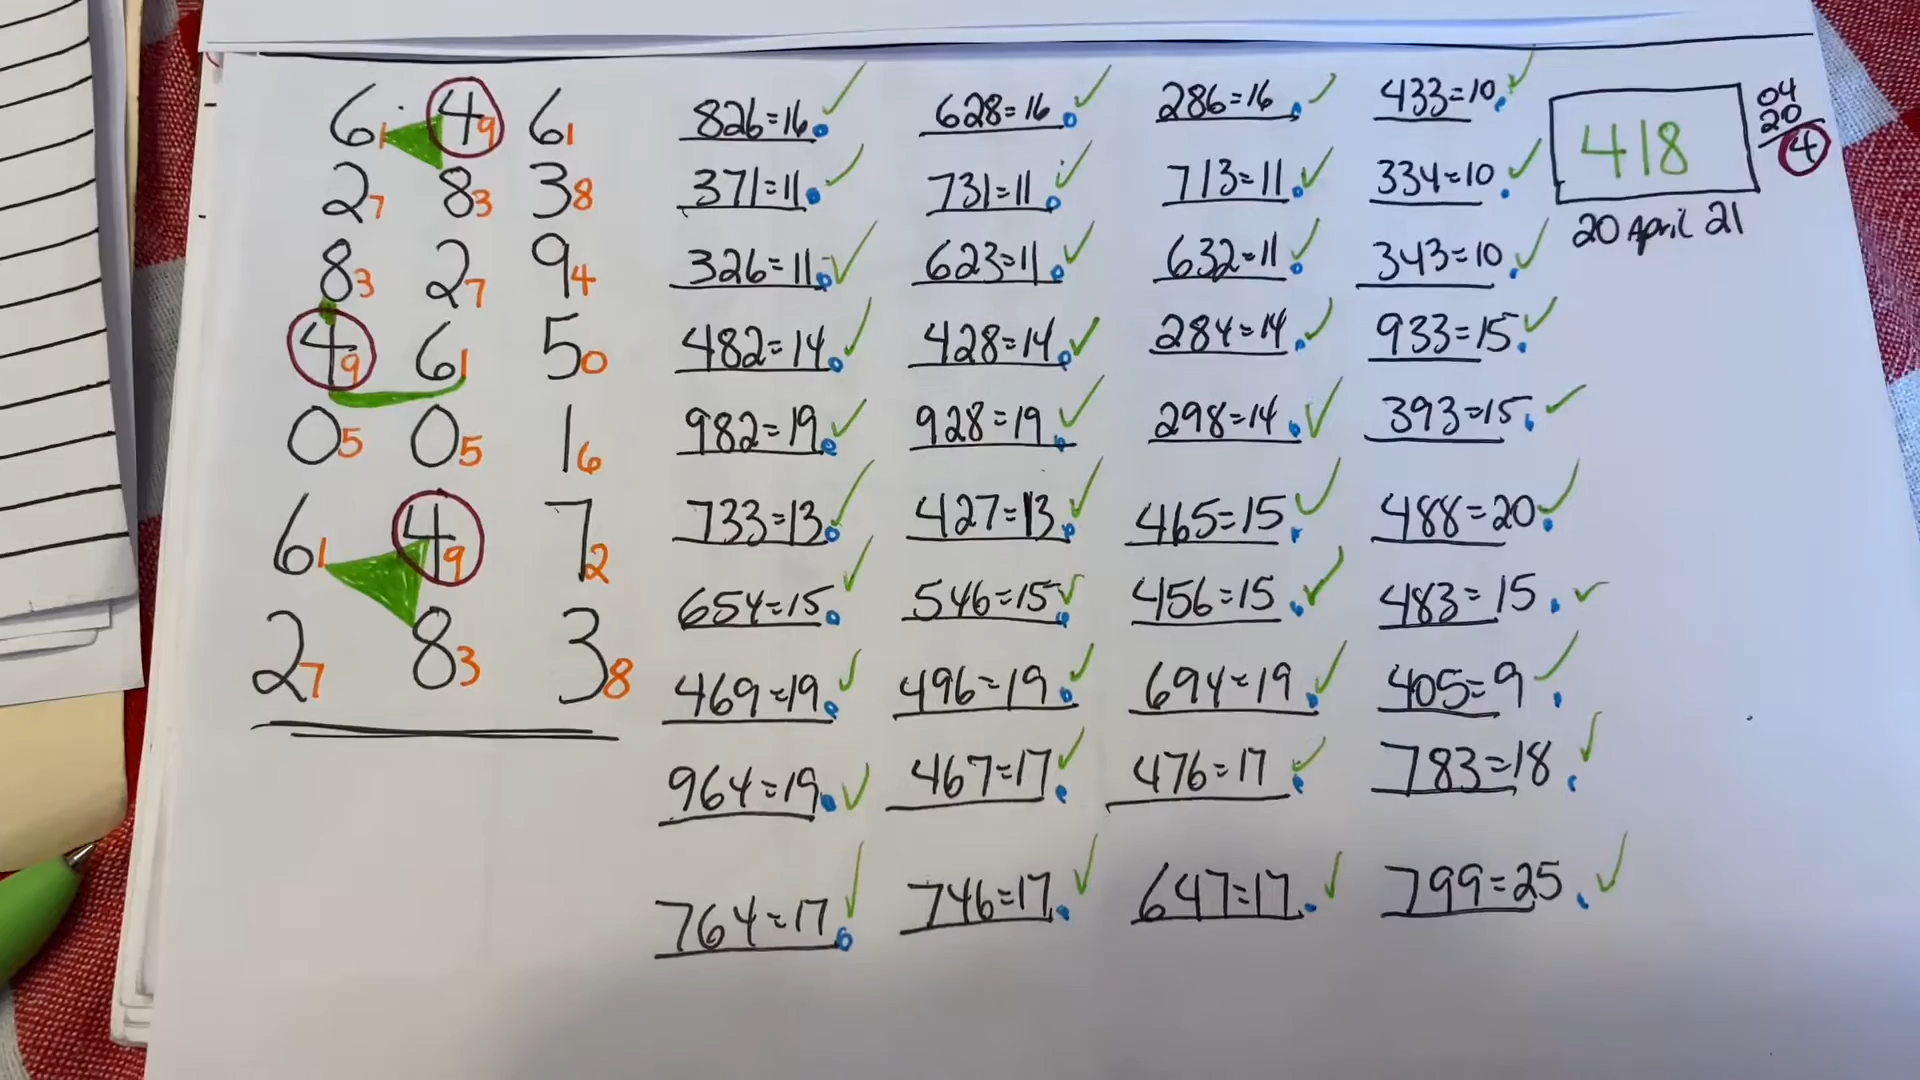 6 1 4 9 6 1
2 7 8 3 3 8
8 3 2 7 9 4
4 9 6 1 5 0
0 5 0 5 1 6
6 1 4 9 7 2
2 7 8 3 3 8
826=16 628=16 286=16 433=10
371=11 731=11 713=11 334=10
326=11 623=11 632=11 343=10
482=14 428=14 284=14 933=15
982=19 928=19 298=14 393=15
733=13 427=13 465=15 488=20
654=15 546=15 456=15 483=15
469=19 496=19 694=19 405=9
964=19 467=17 476=17 783=18
764=17 746=17 647=17 799=25
418
20 April 21
04
20
4